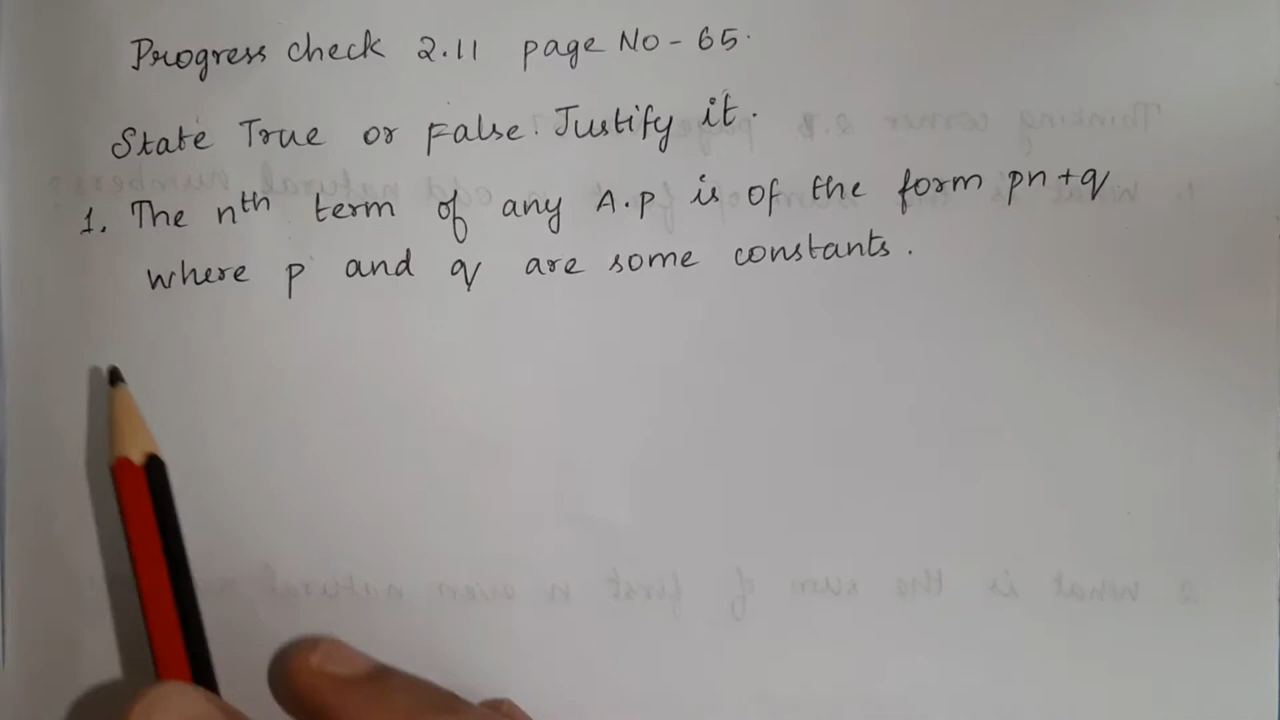 Progress check 2.11 page No - 65.
State True or False. Justify it.
1. The nth term of any A.p is of the form pn+q
where p and q are some constants.